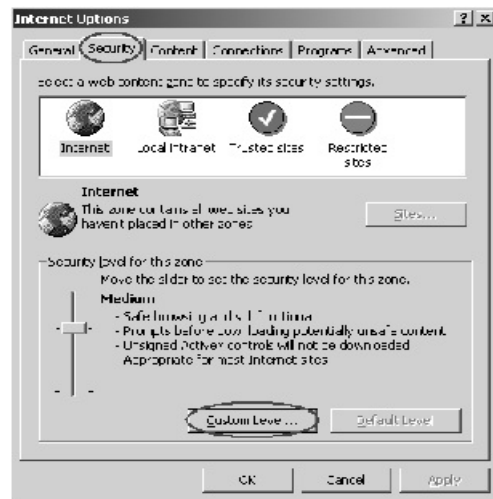 Internet Options
General Security Content Connections Programs Advanced
Select a web content zone to specify its security settings.
Internet Local intranet Trusted sites Restricted
sites
Internet
This zone contains all web sites you
haven't placed in other zones
Sites...
Security level for this zone
Move the slider to set the security level for this zone.
Medium
- Safe browsing and still functional
- Prompts before downloading potentially unsafe content
- Unsigned ActiveX controls will not be downloaded
- Appropriate for most Internet sites
Custom Level... Default Level
OK Cancel Apply